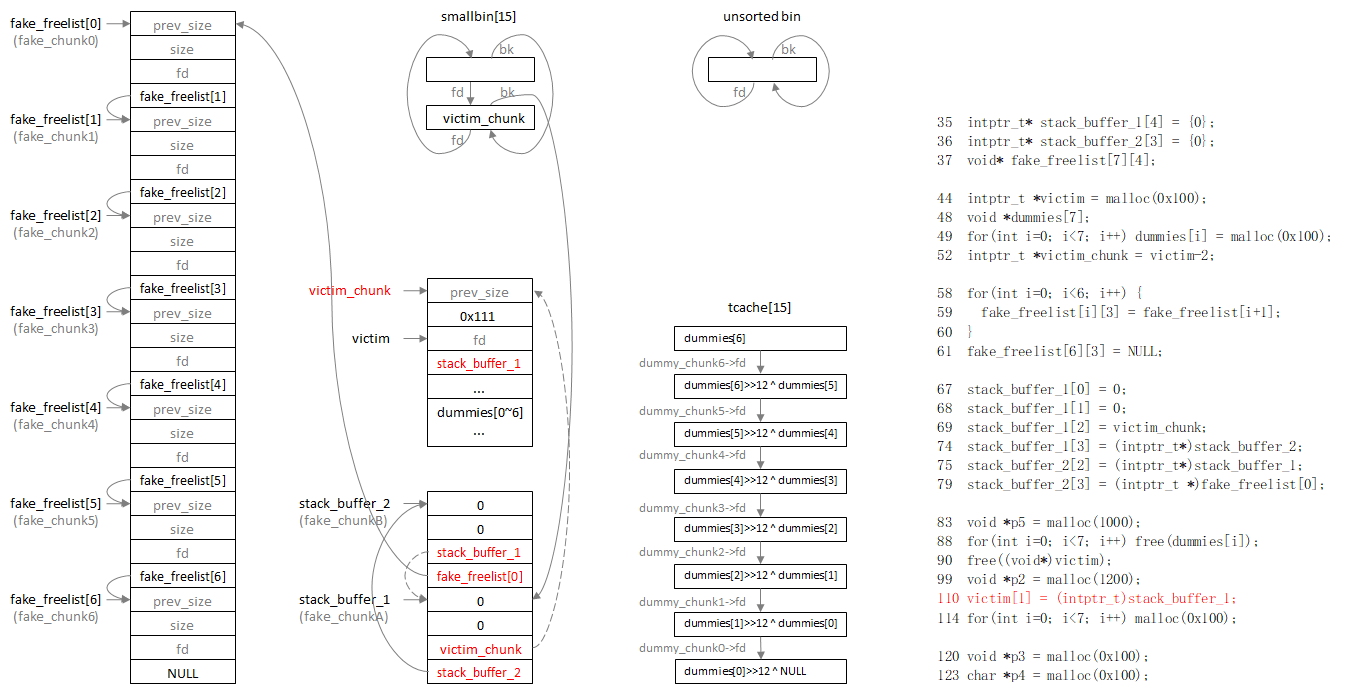 fake_freelist[0]
(fake_chunk0)
fake_freelist[1]
(fake_chunk1)
fake_freelist[2]
(fake_chunk2)
fake_freelist[3]
(fake_chunk3)
fake_freelist[4]
(fake_chunk4)
fake_freelist[5]
(fake_chunk5)
fake_freelist[6]
(fake_chunk6)
prev_size
size
fd
fake_freelist[1]
prev_size
size
fd
fake_freelist[2]
prev_size
size
fd
fake_freelist[3]
prev_size
size
fd
fake_freelist[4]
prev_size
size
fd
fake_freelist[5]
prev_size
size
fd
fake_freelist[6]
prev_size
size
fd
NULL
smallbin[15]
bk
fd
bk
victim_chunk
fd
victim_chunk
victim
prev_size
0x111
fd
stack_buffer_1
...
dummies[0~6]
...
stack_buffer_2
(fake_chunkB)
stack_buffer_1
(fake_chunkA)
0
0
stack_buffer_1
fake_freelist[0]
0
0
victim_chunk
stack_buffer_2
unsorted bin
bk
fd
tcache[15]
dummies[6]
dummy_chunk6->fd
dummies[6]>>12 ^ dummies[5]
dummy_chunk5->fd
dummies[5]>>12 ^ dummies[4]
dummy_chunk4->fd
dummies[4]>>12 ^ dummies[3]
dummy_chunk3->fd
dummies[3]>>12 ^ dummies[2]
dummy_chunk2->fd
dummies[2]>>12 ^ dummies[1]
dummy_chunk1->fd
dummies[1]>>12 ^ dummies[0]
dummy_chunk0->fd
dummies[0]>>12 ^ NULL
35 intptr_t* stack_buffer_1[4] = {0};
36 intptr_t* stack_buffer_2[3] = {0};
37 void* fake_freelist[7][4];
44 intptr_t *victim = malloc(0x100);
48 void *dummies[7];
49 for(int i=0; i<7; i++) dummies[i] = malloc(0x100);
52 intptr_t *victim_chunk = victim-2;
58 for(int i=0; i<6; i++) {
59 fake_freelist[i][3] = fake_freelist[i+1];
60 }
61 fake_freelist[6][3] = NULL;
67 stack_buffer_1[0] = 0;
68 stack_buffer_1[1] = 0;
69 stack_buffer_1[2] = victim_chunk;
74 stack_buffer_1[3] = (intptr_t*)stack_buffer_2;
75 stack_buffer_2[2] = (intptr_t*)stack_buffer_1;
79 stack_buffer_2[3] = (intptr_t *)fake_freelist[0];
83 void *p5 = malloc(1000);
88 for(int i=0; i<7; i++) free(dummies[i]);
90 free((void*)victim);
99 void *p2 = malloc(1200);
110 victim[1] = (intptr_t)stack_buffer_1;
114 for(int i=0; i<7; i++) malloc(0x100);
120 void *p3 = malloc(0x100);
123 char *p4 = malloc(0x100);